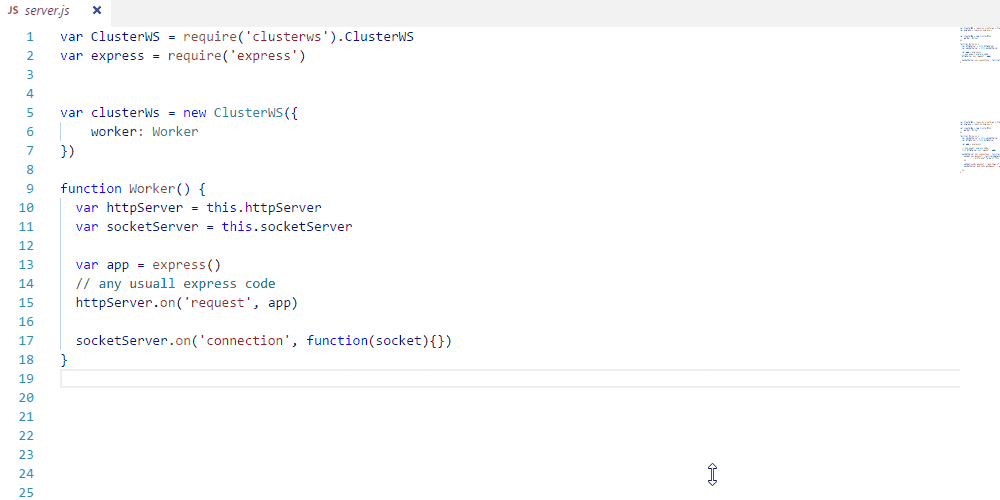 JS server.js ×
1 var ClusterWS = require('clusterws').ClusterWS
2 var express = require('express')
3
4
5 var clusterWs = new ClusterWS({
6     worker: Worker
7 })
8
9 function Worker() {
10   var httpServer = this.httpServer
11   var socketServer = this.socketServer
12
13   var app = express()
14   // any usuall express code
15   httpServer.on('request', app)
16
17   socketServer.on('connection', function(socket){})
18 }
19
20
21
22
23
24
25